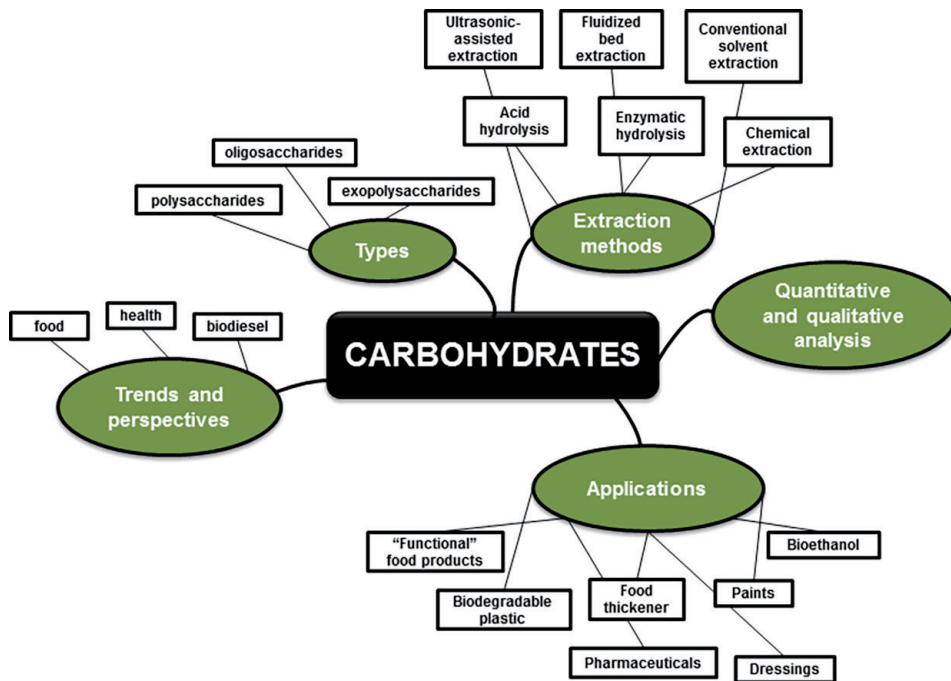 Ultrasonic-
assisted
extraction
Fluidized
bed
extraction
Conventional
solvent
extraction
Acid
hydrolysis
Enzymatic
hydrolysis
Chemical
extraction
oligosaccharides
polysaccharides
exopolysaccharides
Types
Extraction
methods
Quantitative
and qualitative
analysis
food
health
biodiesel
Trends and
perspectives
CARBOHYDRATES
Applications
“Functional”
food products
Biodegradable
plastic
Food
thickener
Pharmaceuticals
Paints
Dressings
Bioethanol